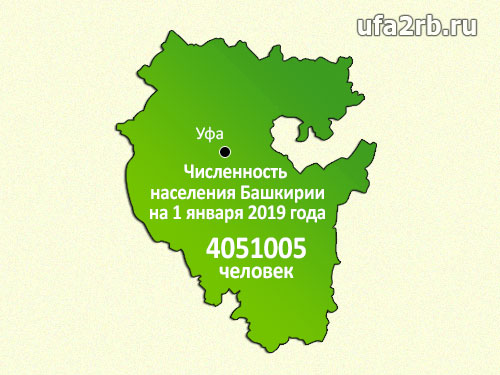 ufa2rb.ru
Уфа
Численность
населения Башкирии
на 1 января 2019 года
4051005
человек